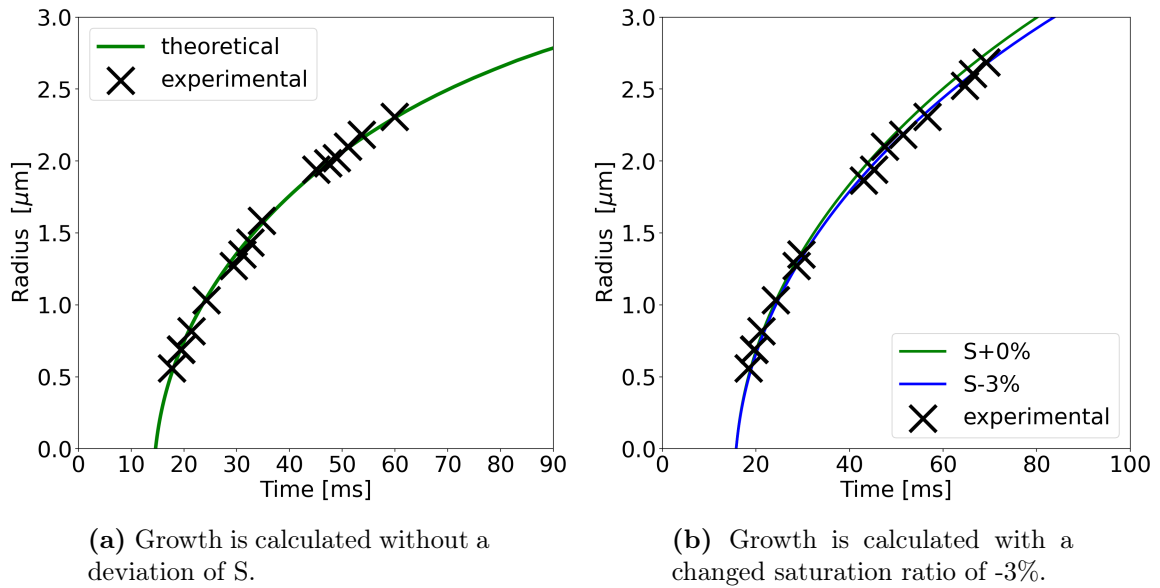 3.0
2.5
2.0
1.5
1.0
0.5
0.0
Radius [μm]
0 10 20 30 40 50 60 70 80 90
Time [ms]
theoretical
experimental
(a) Growth is calculated without a
deviation of S.
3.0
2.5
2.0
1.5
1.0
0.5
0.0
Radius [μm]
0 20 40 60 80 100
Time [ms]
S+0%
S-3%
experimental
(b) Growth is calculated with a
changed saturation ratio of -3%.